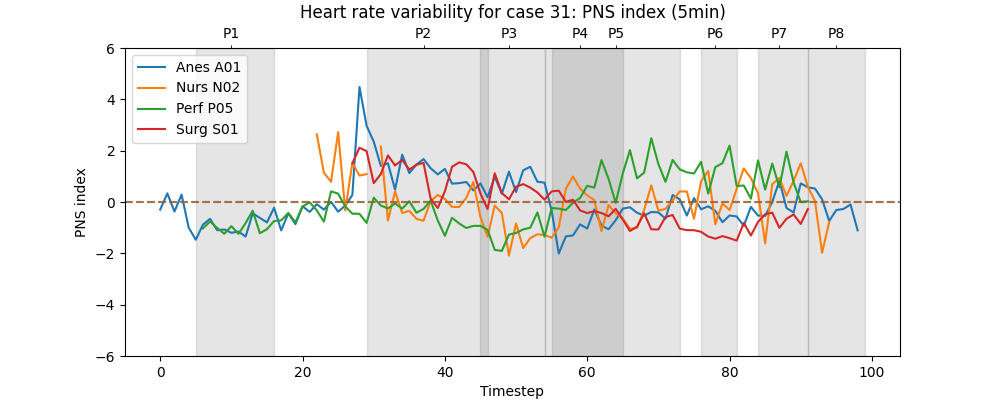 Heart rate variability for case 31: PNS index (5min)
P1 P2 P3 P4 P5 P6 P7 P8
Anes A01
Nurs N02
Perf P05
Surg S01
PNS index
6
4
2
0
−2
−4
−6
0 20 40 60 80 100
Timestep